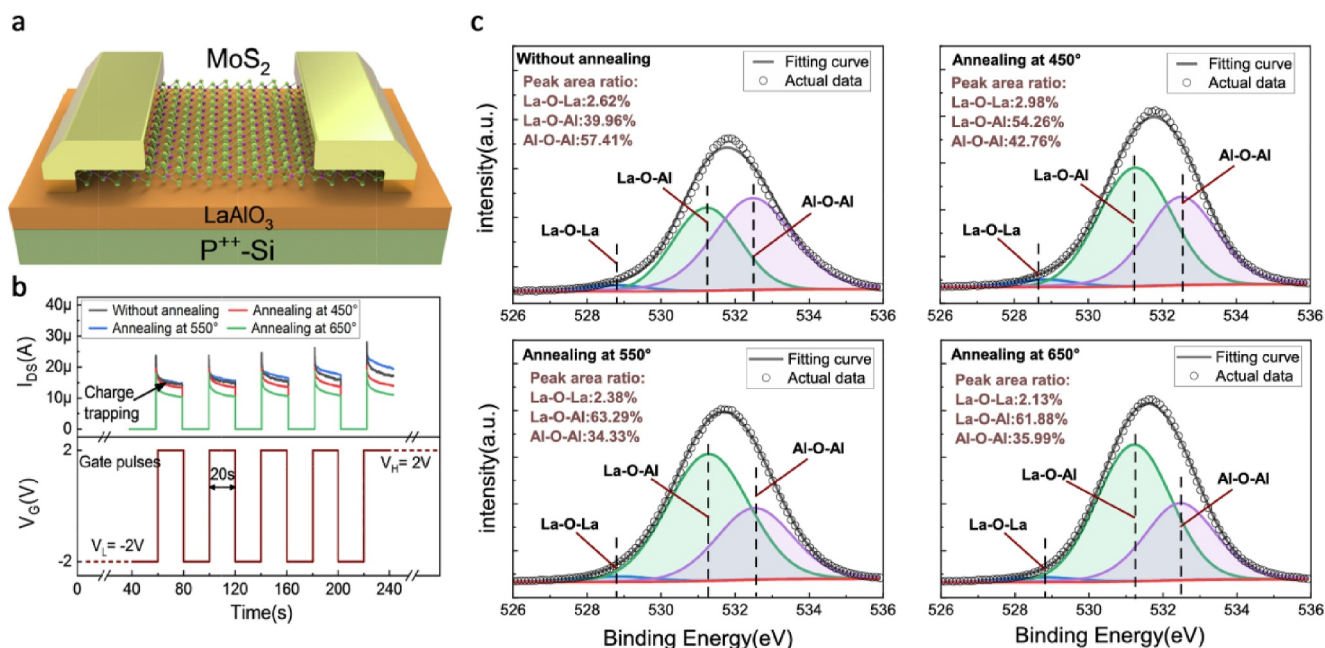 a
MoS₂
LaAlO₃
P⁺⁺-Si
b
40μ
30μ
20μ
10μ
0
I_DS(A)
Without annealing
Annealing at 450°
Annealing at 550°
Annealing at 650°
Charge
trapping
2
-2
V_G(V)
Gate pulses
20s
V_H= 2V
V_L= -2V
0 40 80 120 160 200 240
Time(s)
c
Without annealing
Fitting curve
Actual data
Peak area ratio:
La-O-La:2.62%
La-O-Al:39.96%
Al-O-Al:57.41%
La-O-Al
Al-O-Al
La-O-La
intensity(a.u.)
526 528 530 532 534 536
Annealing at 450°
Fitting curve
Actual data
Peak area ratio:
La-O-La:2.98%
La-O-Al:54.26%
Al-O-Al:42.76%
La-O-Al
Al-O-Al
La-O-La
526 528 530 532 534 536
Annealing at 550°
Fitting curve
Actual data
Peak area ratio:
La-O-La:2.38%
La-O-Al:63.29%
Al-O-Al:34.33%
La-O-Al
Al-O-Al
La-O-La
intensity(a.u.)
526 528 530 532 534 536
Binding Energy(eV)
Annealing at 650°
Fitting curve
Actual data
Peak area ratio:
La-O-La:2.13%
La-O-Al:61.88%
Al-O-Al:35.99%
La-O-Al
Al-O-Al
La-O-La
526 528 530 532 534 536
Binding Energy(eV)